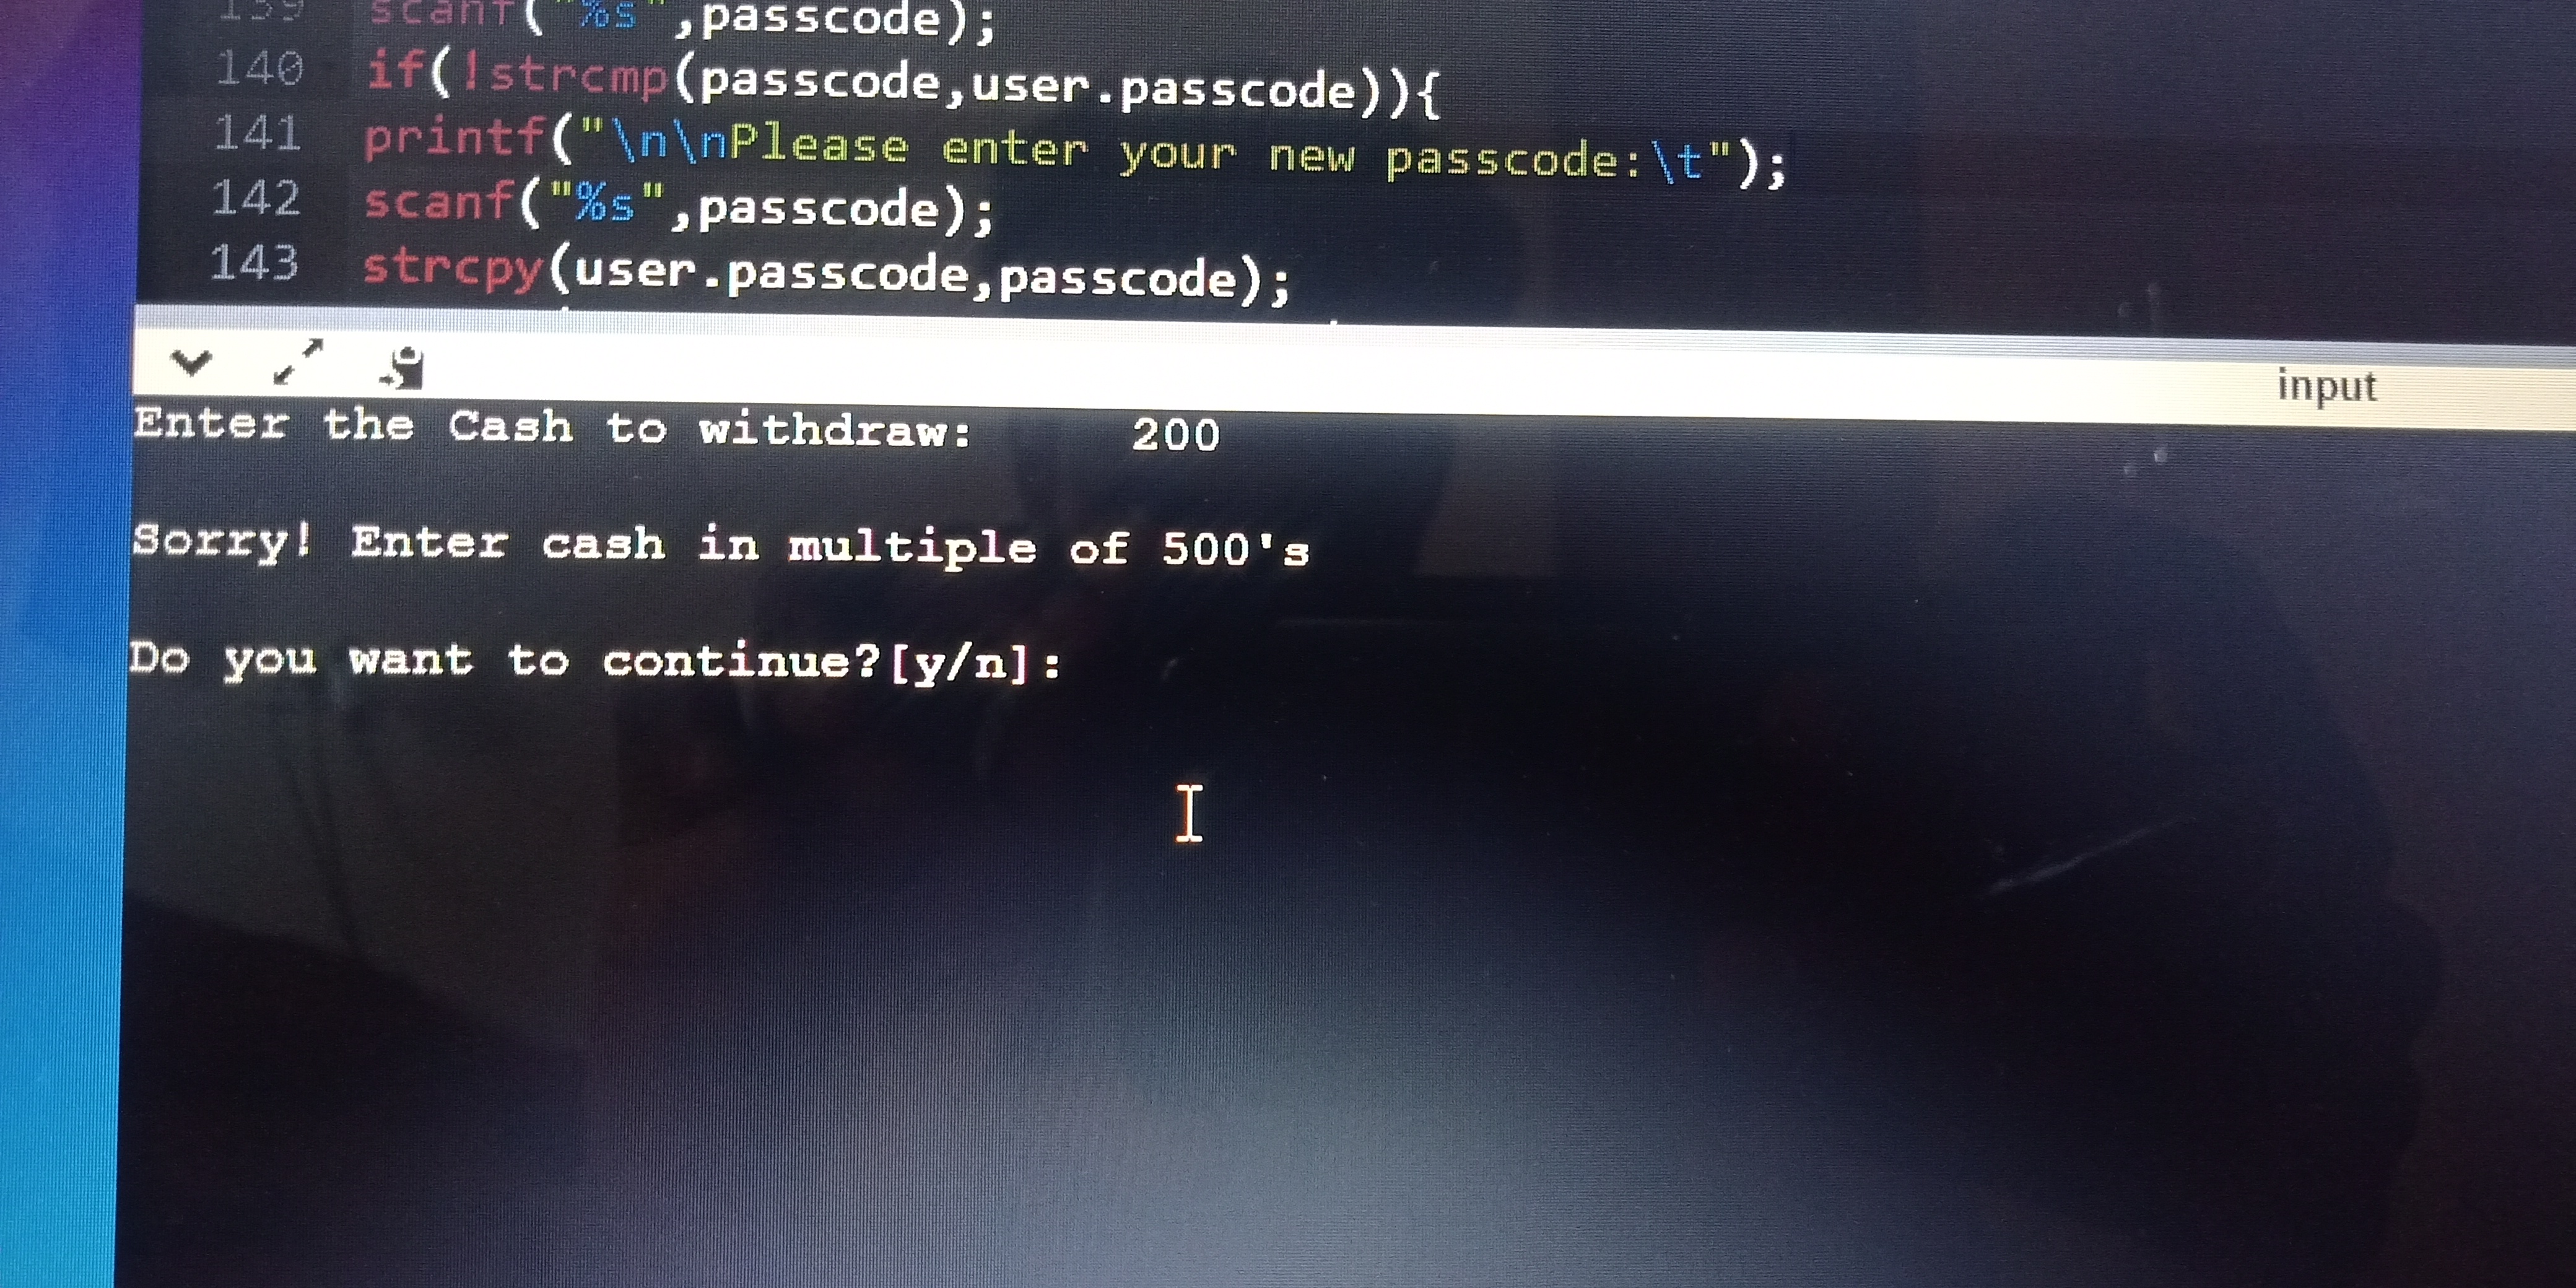 139 scanf("%s",passcode);
140 if(!strcmp(passcode,user.passcode)){
141 printf("\n\nPlease enter your new passcode:\t");
142 scanf("%s",passcode);
143 strcpy(user.passcode,passcode);
input
Enter the Cash to withdraw: 200
Sorry! Enter cash in multiple of 500's
Do you want to continue?[y/n]: